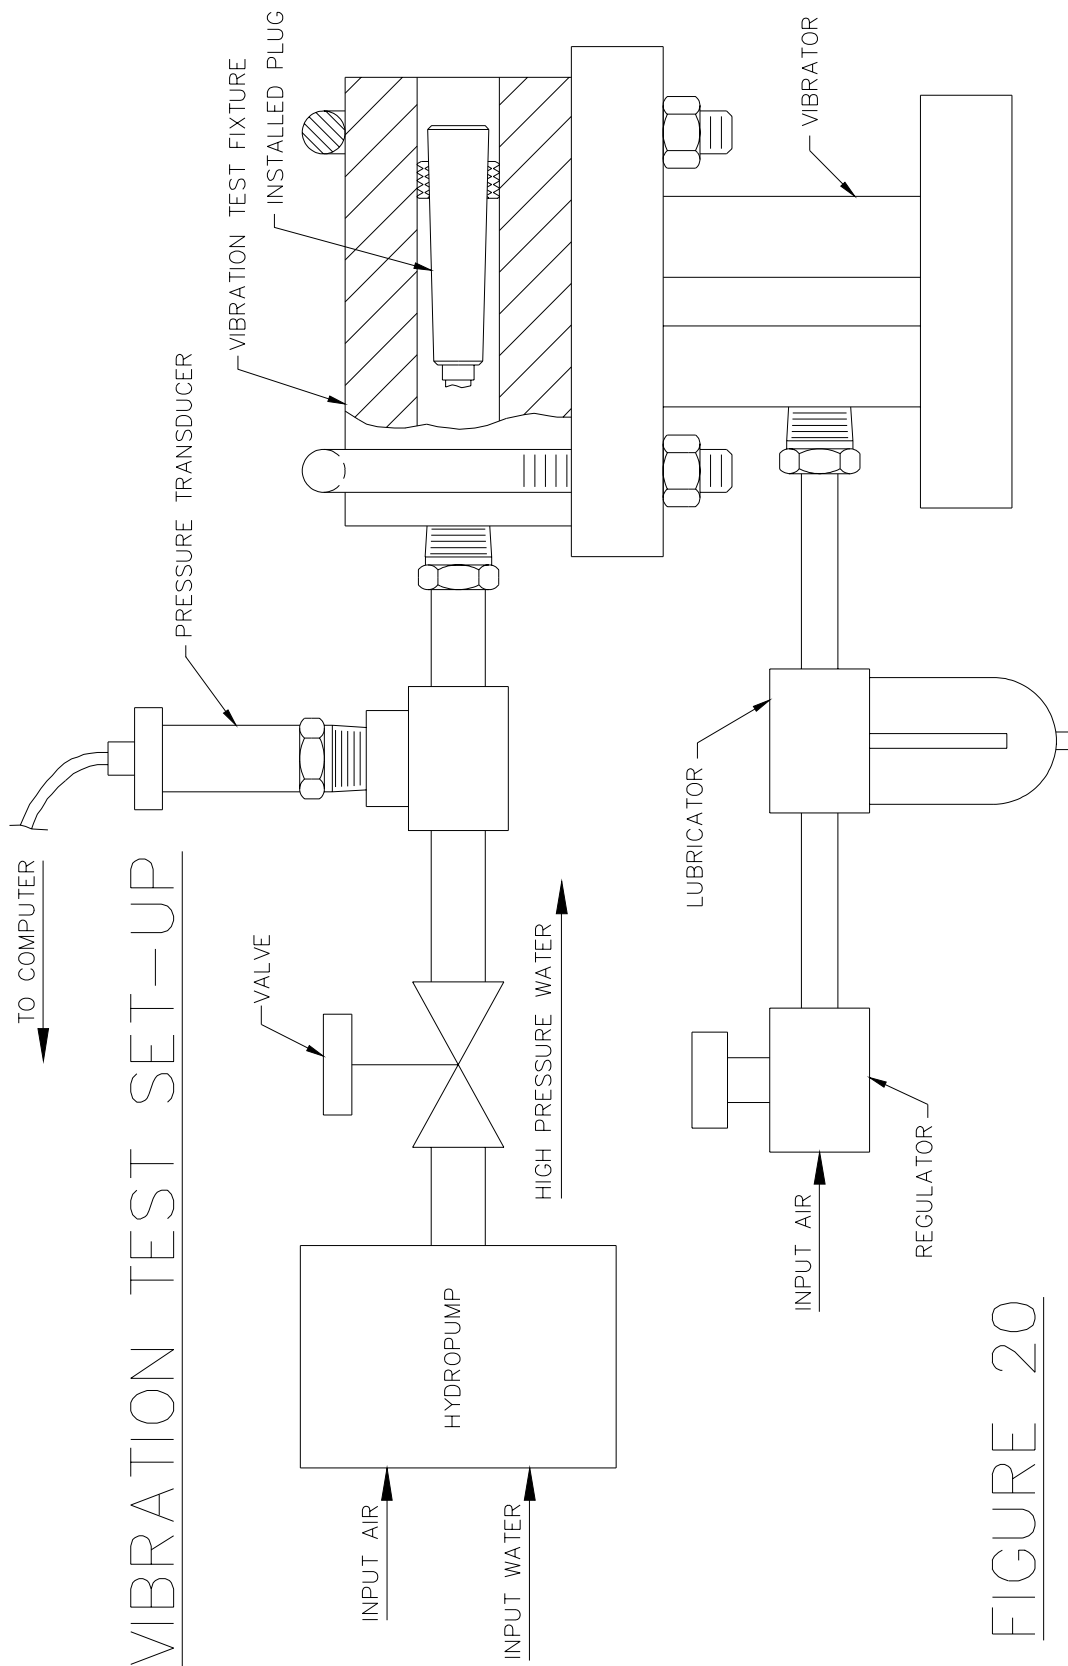 VIBRATION TEST SET-UP
TO COMPUTER
PRESSURE TRANSDUCER
VIBRATION TEST FIXTURE
INSTALLED PLUG
VALVE
INPUT AIR
HYDROPUMP
INPUT WATER
HIGH PRESSURE WATER
LUBRICATOR
VIBRATOR
INPUT AIR
REGULATOR
FIGURE 20